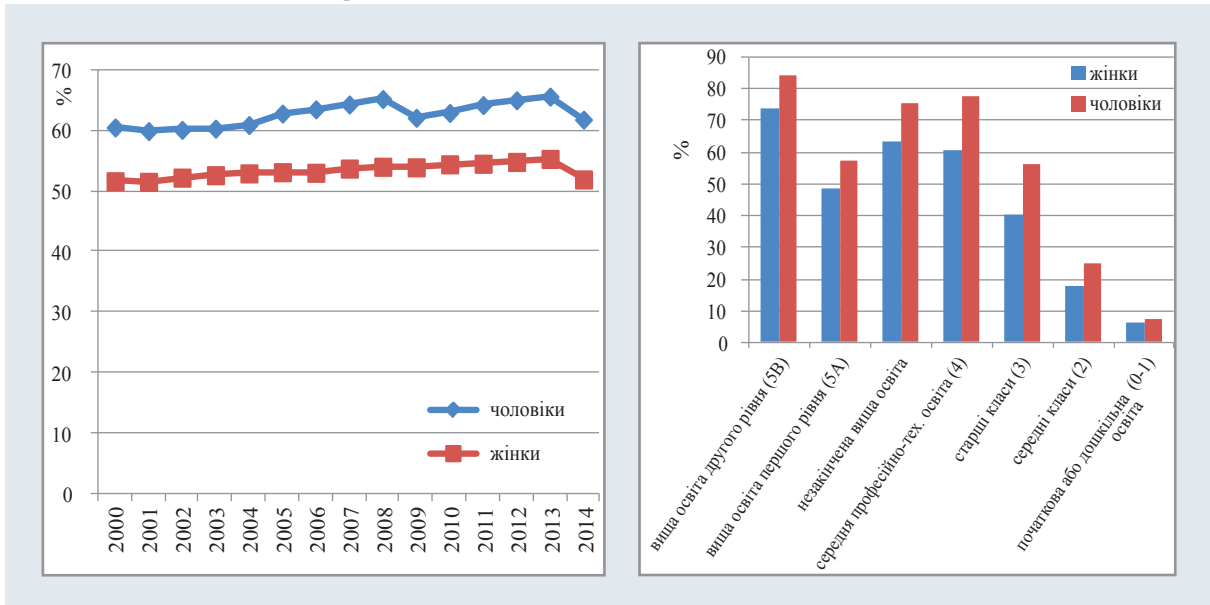 70
60
50
40
30
20
10
0
%
чоловіки
жінки
2000
2001
2002
2003
2004
2005
2006
2007
2008
2009
2010
2011
2012
2013
2014
90
80
70
60
50
40
30
20
10
0
%
жінки
чоловіки
вища освіта другого рівня (5B)
вища освіта першого рівня (5A)
незакінчена вища освіта
середня професійно-тех. освіта (4)
старші класи (3)
середні класи (2)
початкова або дошкільна (0-1)
освіта